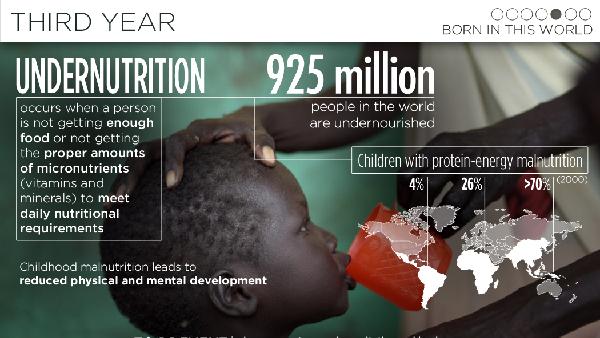 THIRD YEAR
BORN IN THIS WORLD
UNDERNUTRITION
occurs when a person
is not getting enough
food or not getting
the proper amounts
of micronutrients
(vitamins and
minerals) to meet
daily nutritional
requirements
925 million
people in the world
are undernourished
Children with protein-energy malnutrition
4% 26% >70% (2000)
Childhood malnutrition leads to
reduced physical and mental development